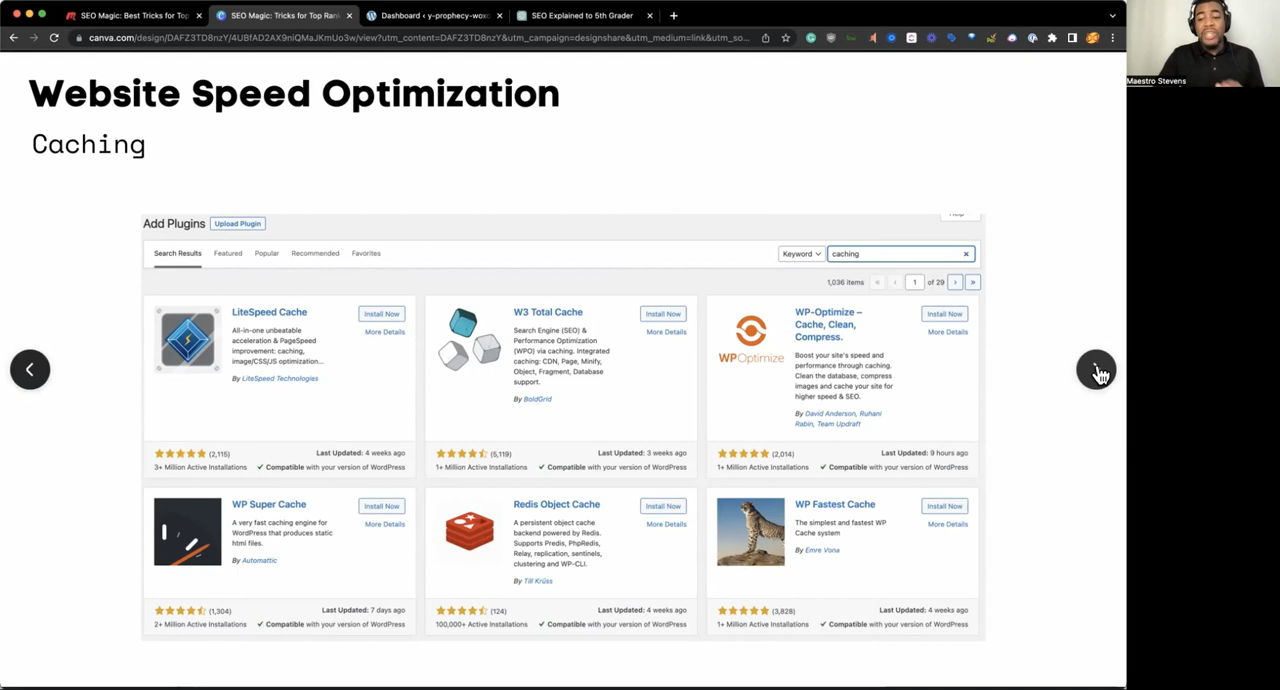 SEO Magic: Best Tricks for Top
SEO Magic: Tricks for Top Rank
Dashboard ‹ y-prophecy-woxo
SEO Explained to 5th Grader
canva.com/design/DAFZ3TD8nzY/4UBfAD2AX9niQMaJKmUo3w/view?utm_content=DAFZ3TD8nzY&utm_campaign=designshare&utm_medium=link&utm_so...
Maestro Stevens
Website Speed Optimization
Caching
Add Plugins
Upload Plugin
Search Results
Featured
Popular
Recommended
Favorites
Keyword
caching
1,036 items
«
‹
1
of 29
›
»
LiteSpeed Cache
Install Now
More Details
All-in-one unbeatable
acceleration & PageSpeed
improvement: caching,
image/CSS/JS optimization...
By LiteSpeed Technologies
(2,115)
Last Updated: 4 weeks ago
3+ Million Active Installations
Compatible with your version of WordPress
W3 Total Cache
Install Now
More Details
Search Engine (SEO) &
Performance Optimization
(WPO) via caching. Integrated
caching: CDN, Page, Minify,
Object, Fragment, Database
support.
By BoldGrid
(5,119)
Last Updated: 3 weeks ago
1+ Million Active Installations
Compatible with your version of WordPress
WPOptimize
WP-Optimize –
Cache, Clean,
Compress.
Install Now
More Details
Boost your site's speed and
performance through caching.
Clean the database, compress
images and cache your site for
higher speed & SEO.
By David Anderson, Ruhani
Rabin, Team Updraft
(2,014)
Last Updated: 9 hours ago
1+ Million Active Installations
Compatible with your version of WordPress
WP Super Cache
Install Now
More Details
A very fast caching engine for
WordPress that produces static
html files.
By Automattic
(1,304)
Last Updated: 7 days ago
2+ Million Active Installations
Compatible with your version of WordPress
Redis Object Cache
Install Now
More Details
A persistent object cache
backend powered by Redis.
Supports Predis, PhpRedis,
Relay, replication, sentinels,
clustering and WP-CLI.
By Till Krüss
(124)
Last Updated: 4 weeks ago
100,000+ Active Installations
Compatible with your version of WordPress
WP Fastest Cache
Install Now
More Details
The simplest and fastest WP
Cache system
By Emre Vona
(3,828)
Last Updated: 4 weeks ago
1+ Million Active Installations
Compatible with your version of WordPress